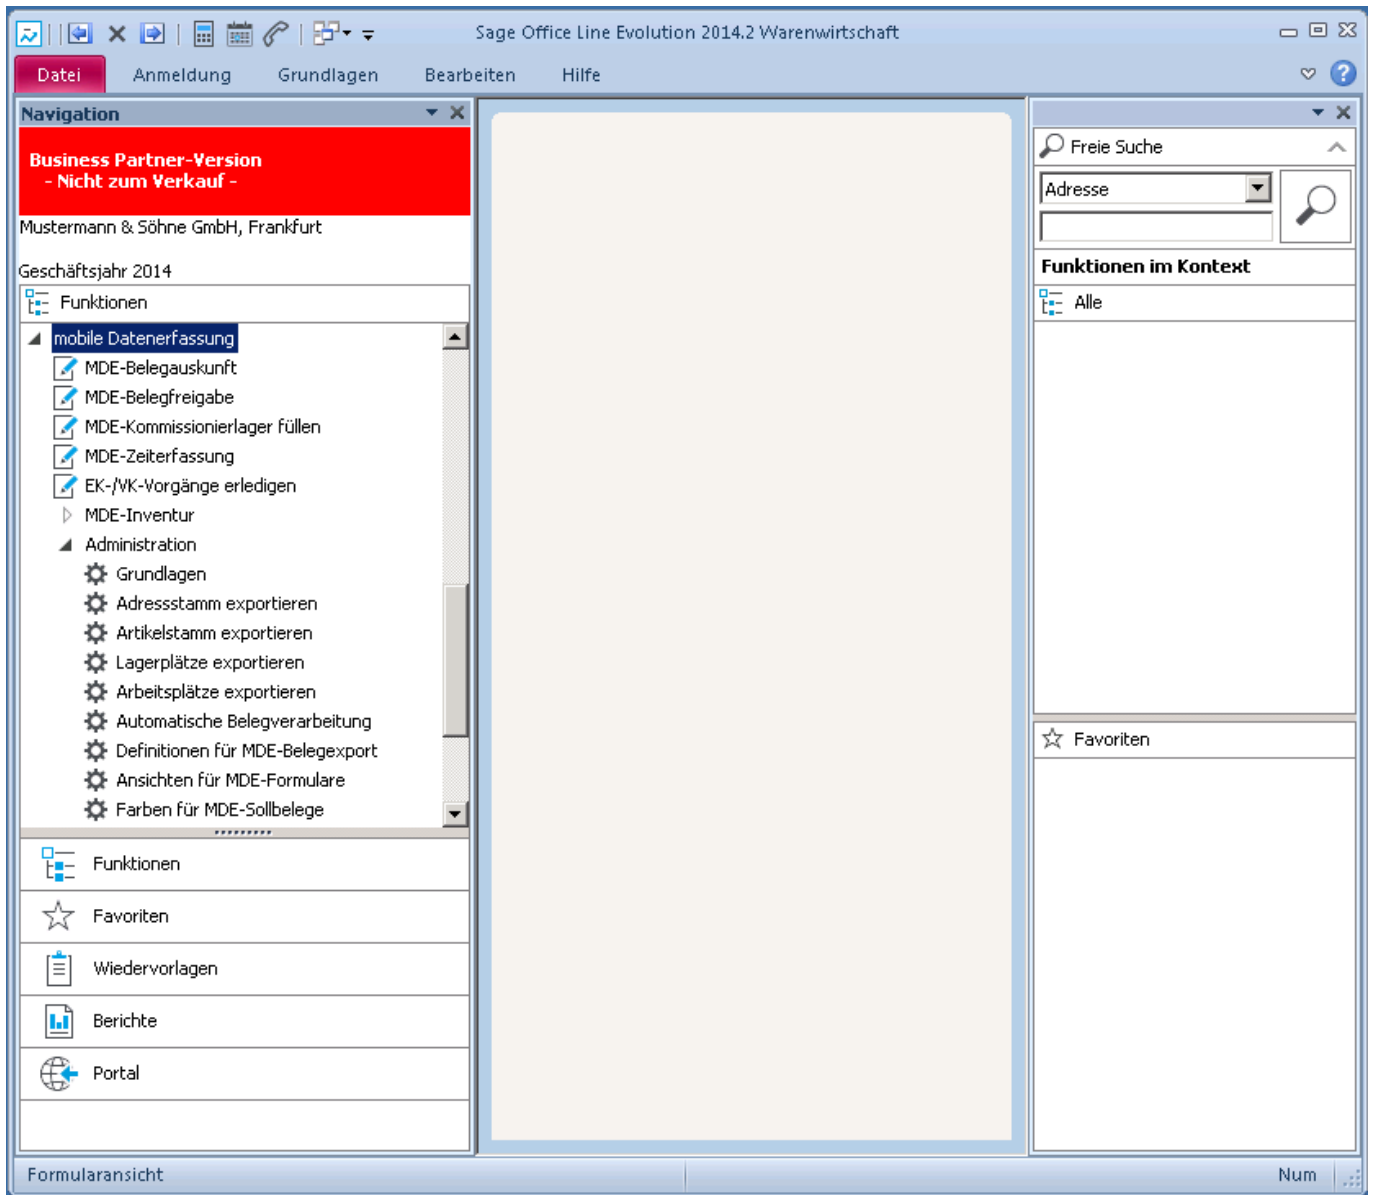 Sage Office Line Evolution 2014.2 Warenwirtschaft
Datei Anmeldung Grundlagen Bearbeiten Hilfe
Navigation
Business Partner-Version
- Nicht zum Verkauf -
Mustermann & Söhne GmbH, Frankfurt
Geschäftsjahr 2014
Funktionen
mobile Datenerfassung
MDE-Belegauskunft
MDE-Belegfreigabe
MDE-Kommissionierlager füllen
MDE-Zeiterfassung
EK-/VK-Vorgänge erledigen
MDE-Inventur
Administration
Grundlagen
Adressstamm exportieren
Artikelstamm exportieren
Lagerplätze exportieren
Arbeitsplätze exportieren
Automatische Belegverarbeitung
Definitionen für MDE-Belegexport
Ansichten für MDE-Formulare
Farben für MDE-Sollbelege
Funktionen
Favoriten
Wiedervorlagen
Berichte
Portal
Freie Suche
Adresse
Funktionen im Kontext
Alle
Favoriten
Formularansicht
Num